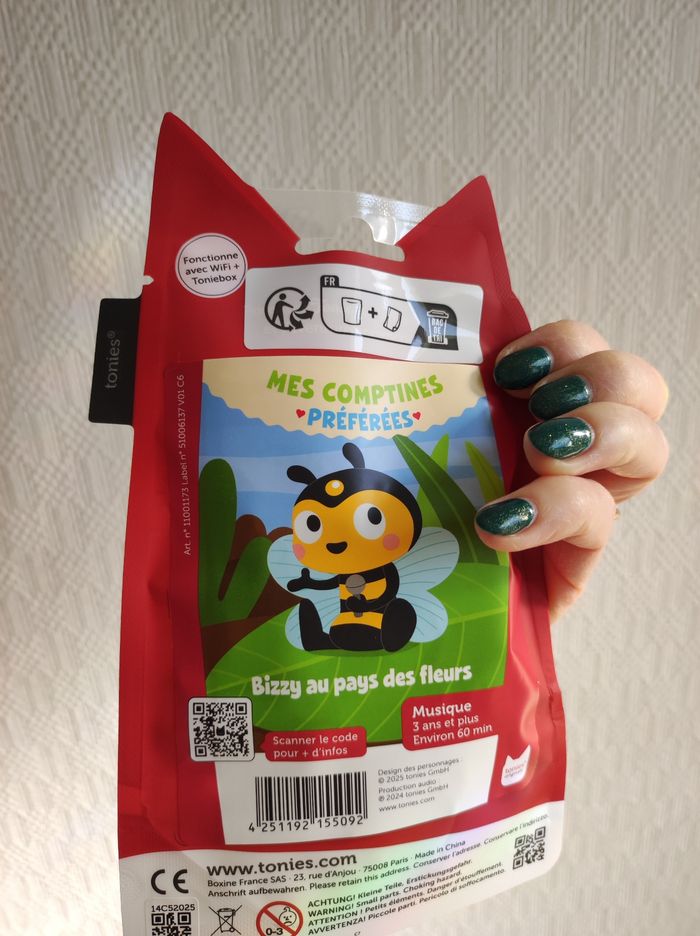 Fonctionne
avec WiFi +
Toniebox
FR
+
BAC
DE
TRI
tonies®
MES COMPTINES
PRÉFÉRÉES
Art. n° 11001173 Label n° 51006137 V01 C6
Bizzy au pays des fleurs
Musique
3 ans et plus
Environ 60 min
Scanner le code
pour + d'infos
tonies®
originals
Design des personnages
© 2025 tonies GmbH
Production audio
℗ 2024 tonies GmbH
www.tonies.com
4 251192 155092
CE
www.tonies.com
Boxine France SAS · 23, rue d'Anjou · 75008 Paris · Made in China
Anschrift aufbewahren. Please retain this address. Conserver l'adresse. Conservare l'indirizzo.
14C52025
0-3
ACHTUNG! Kleine Teile. Erstickungsgefahr.
WARNING! Small parts. Choking hazard.
ATTENTION ! Petits éléments. Danger d'étouffement.
AVVERTENZA! Piccole parti. Pericolo di soffocamento.